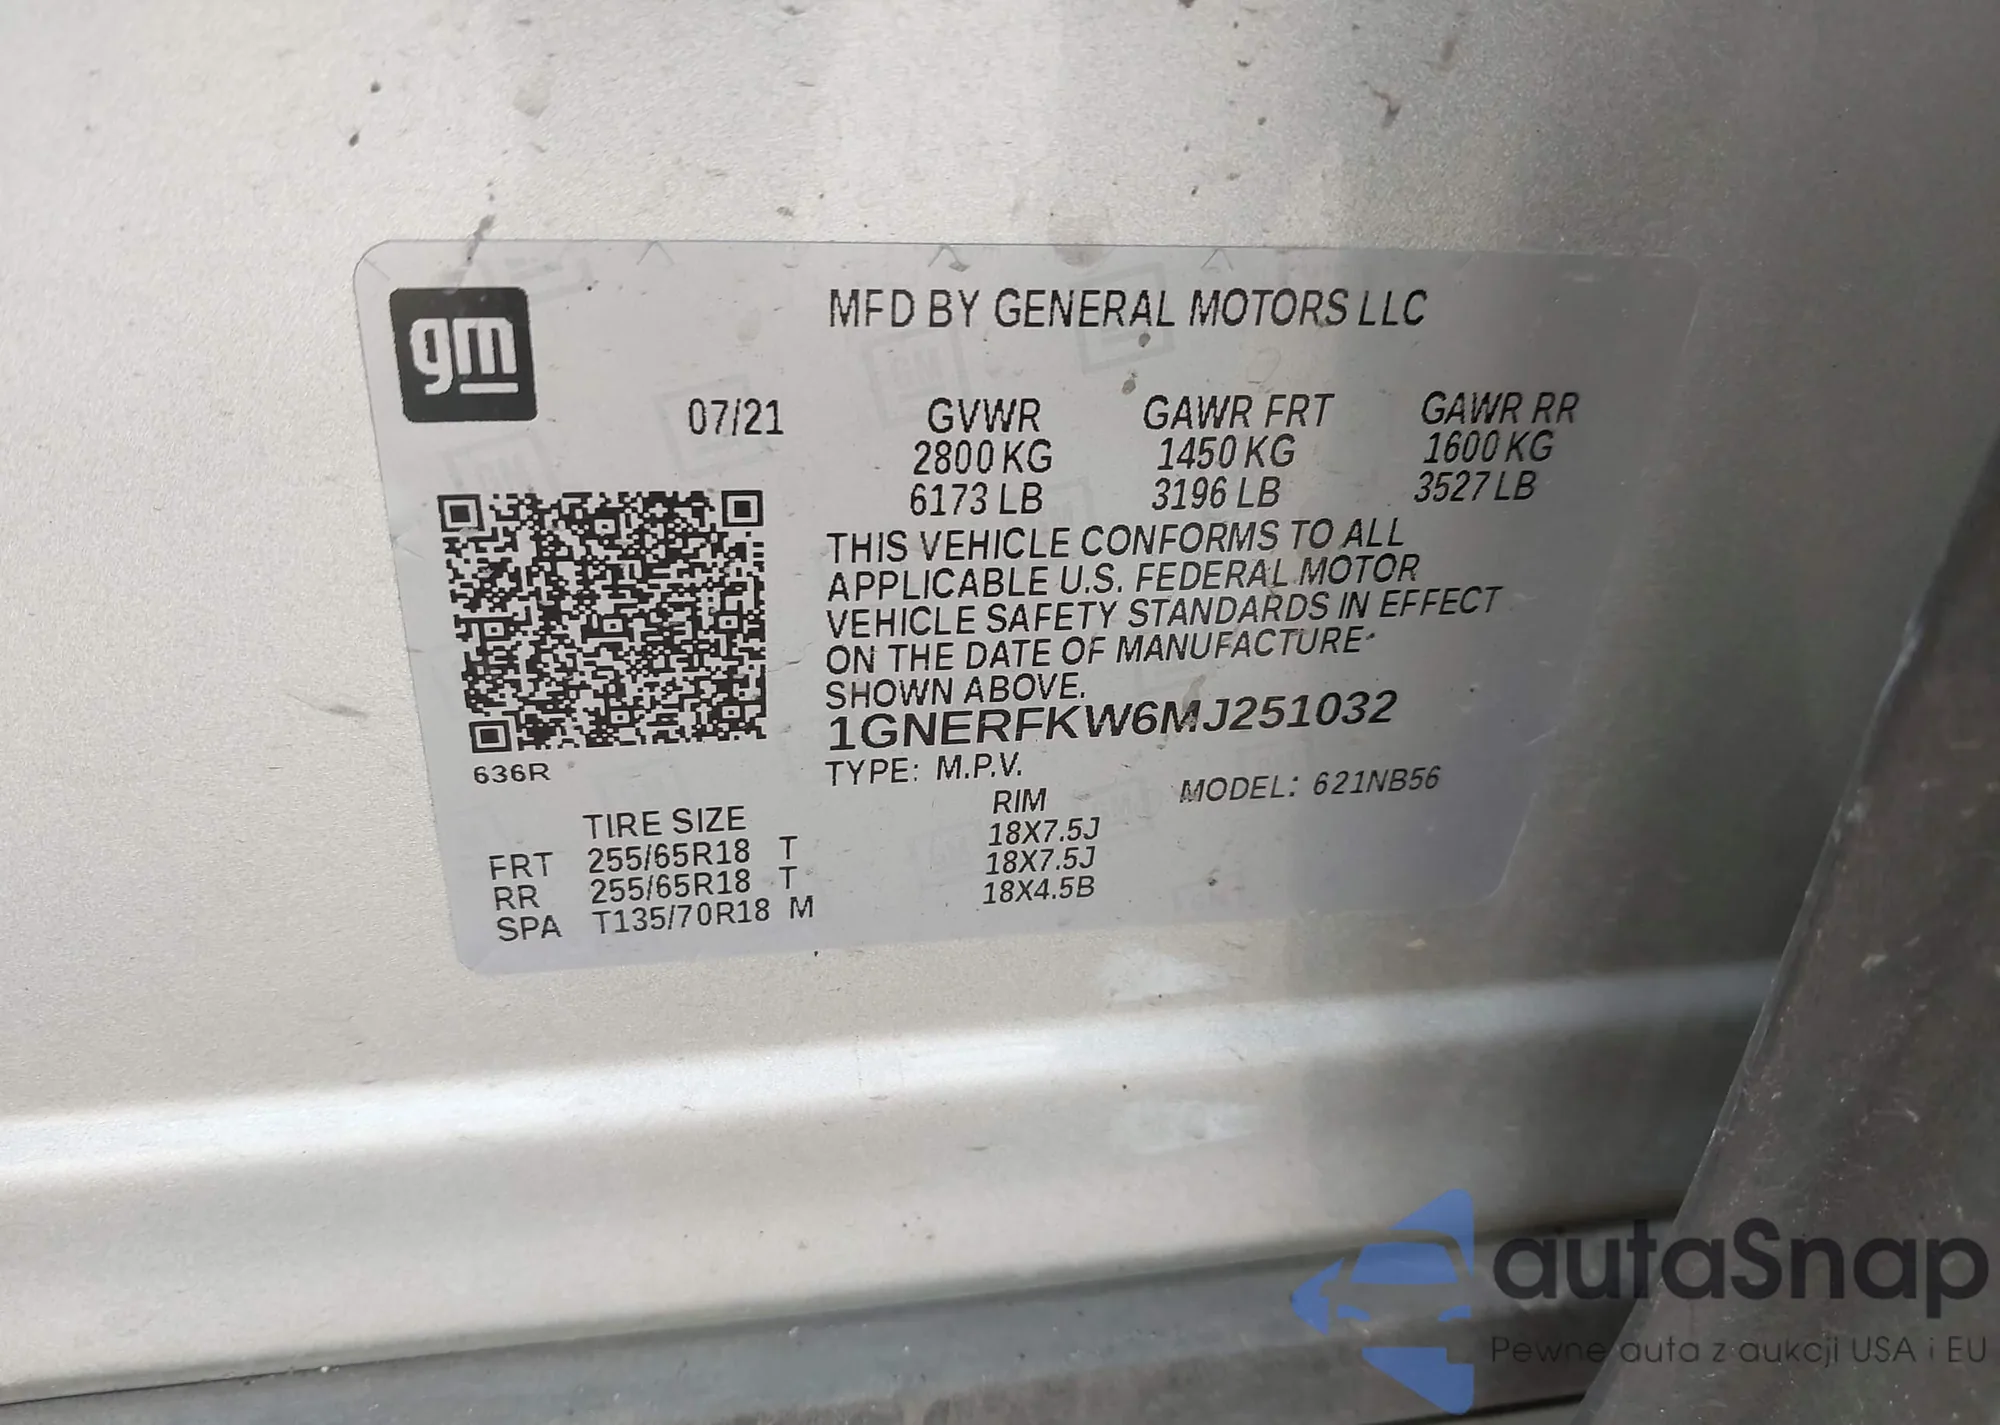 gm
MFD BY GENERAL MOTORS LLC
07/21 GVWR GAWR FRT GAWR RR
2800 KG 1450 KG 1600 KG
6173 LB 3196 LB 3527 LB
THIS VEHICLE CONFORMS TO ALL
APPLICABLE U.S. FEDERAL MOTOR
VEHICLE SAFETY STANDARDS IN EFFECT
ON THE DATE OF MANUFACTURE
SHOWN ABOVE.
1GNERFKW6MJ251032
636R
TYPE: M.P.V. MODEL: 621NB56
TIRE SIZE RIM
FRT 255/65R18 T 18X7.5J
RR 255/65R18 T 18X7.5J
SPA T135/70R18 M 18X4.5B
autaSnap
Pewne auta z aukcji USA i EU